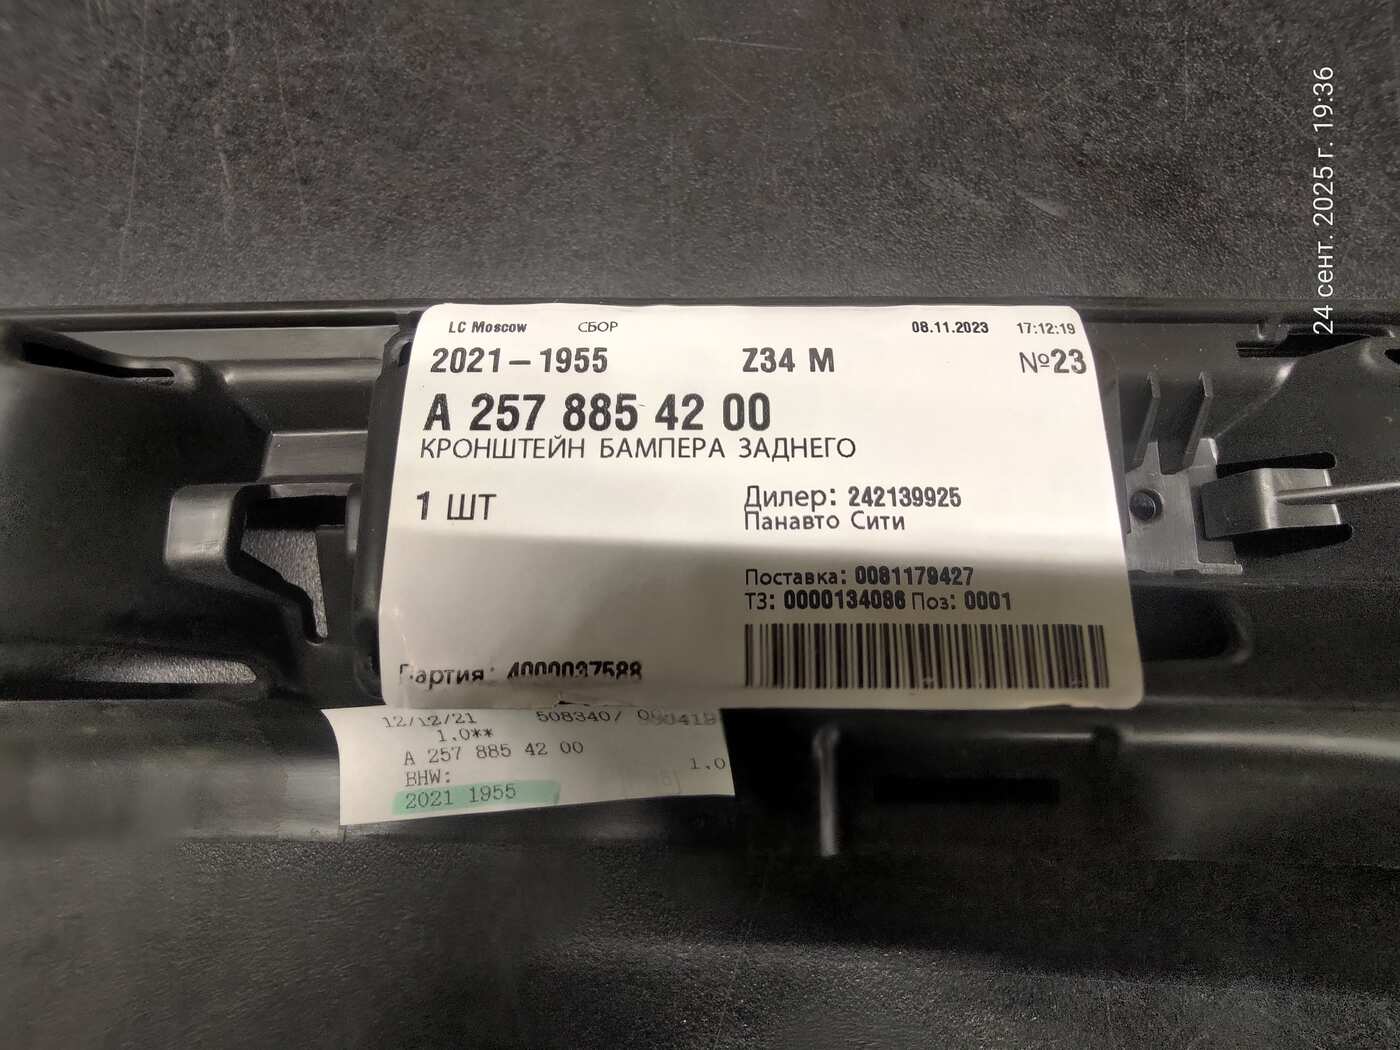 24 сент. 2025 г. 19:36
LC Moscow СБОР 08.11.2023 17:12:19
2021-1955 Z34 M №23
A 257 885 42 00
КРОНШТЕЙН БАМПЕРА ЗАДНЕГО
1 ШТ
Дилер: 242139925
Панавто Сити
Поставка: 0081179427
ТЗ: 0000134086 Поз: 0001
Партия: 4000037588
12/12/21 508340/
1.0**
A 257 885 42 00
BHW: 1.0
2021 1955